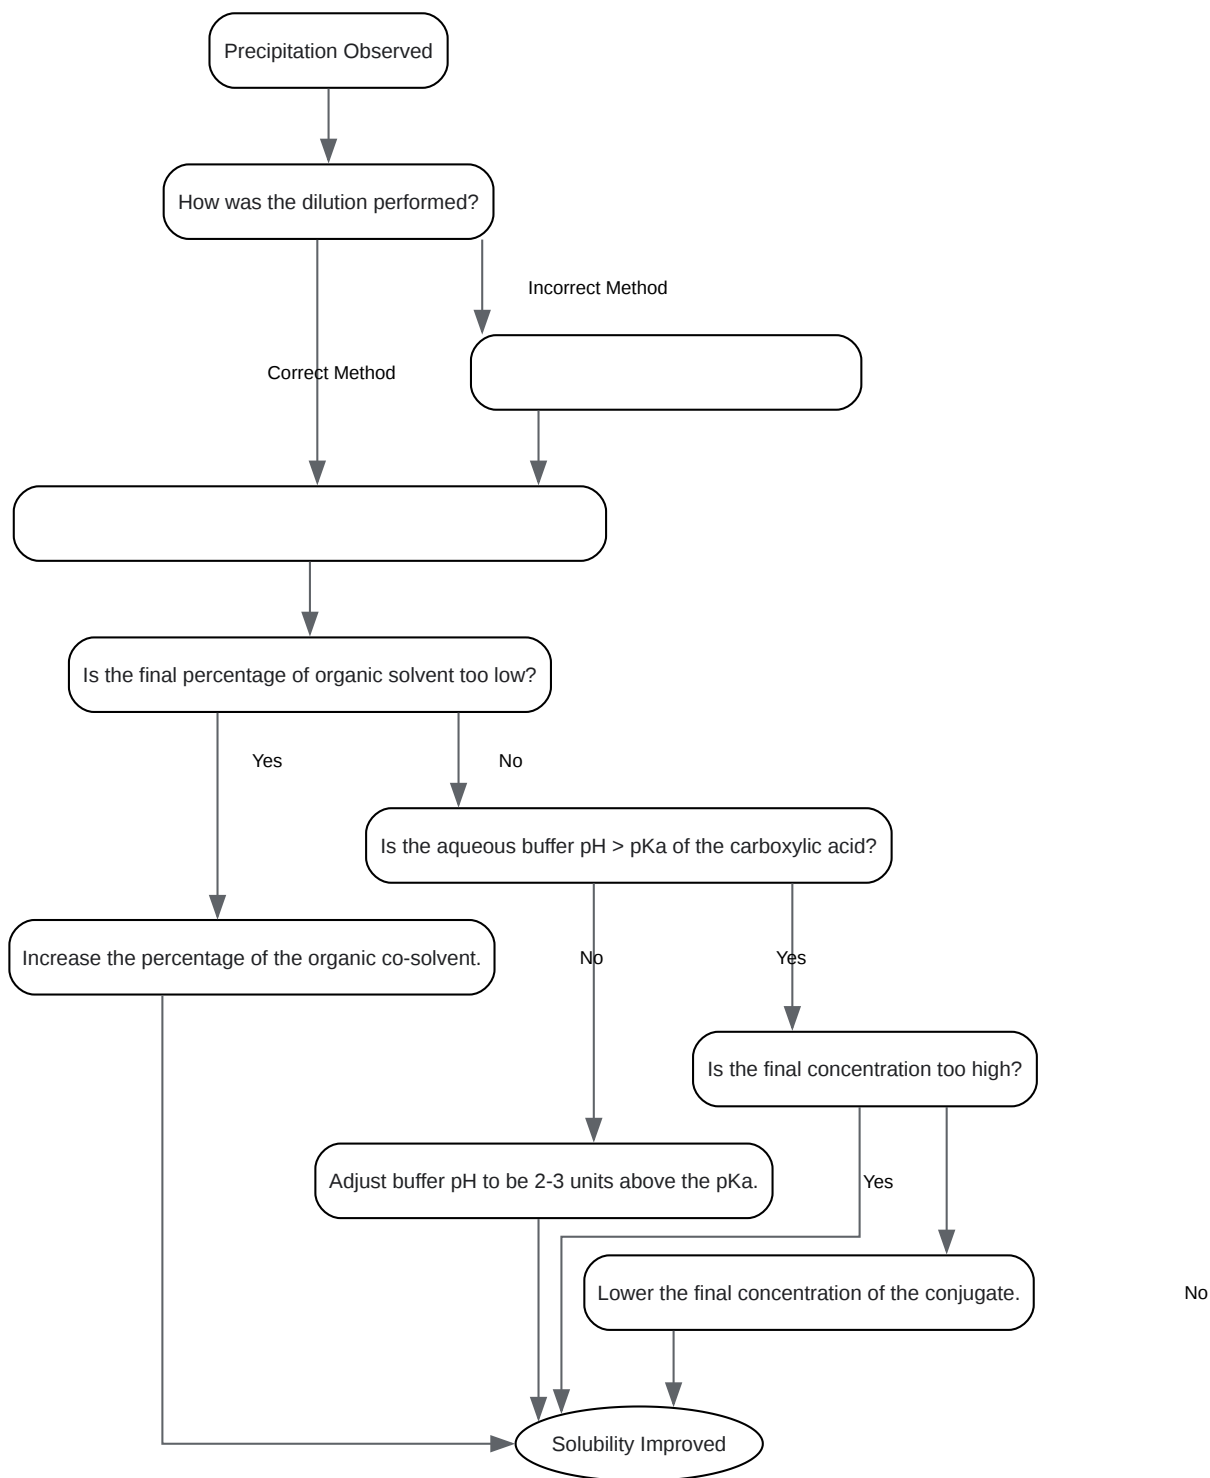 Precipitation Observed
How was the dilution performed?
Incorrect Method
Correct Method
Is the final percentage of organic solvent too low?
Yes
No
Is the aqueous buffer pH > pKa of the carboxylic acid?
Increase the percentage of the organic co-solvent.
No
Yes
Is the final concentration too high?
Adjust buffer pH to be 2-3 units above the pKa.
Yes
Lower the final concentration of the conjugate.
No
Solubility Improved